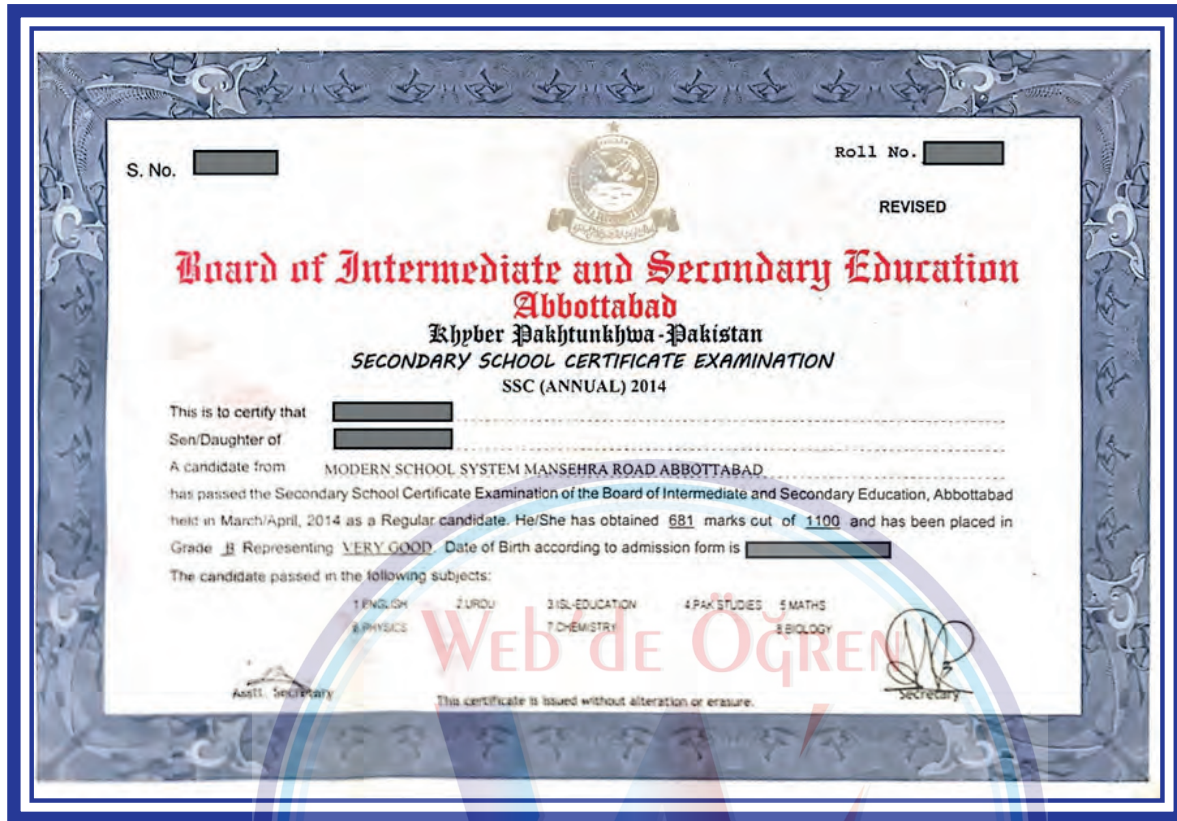 S. No.
Roll No.
REVISED
Board of Intermediate and Secondary Education
Abbottabad
Khyber Pakhtunkhwa-Pakistan
SECONDARY SCHOOL CERTIFICATE EXAMINATION
SSC (ANNUAL) 2014
This is to certify that
Son/Daughter of
A candidate from MODERN SCHOOL SYSTEM MANSEHRA ROAD ABBOTTABAD
has passed the Secondary School Certificate Examination of the Board of Intermediate and Secondary Education, Abbottabad
held in March/April, 2014 as a Regular candidate. He/She has obtained 681 marks out of 1100 and has been placed in
Grade B Representing VERY GOOD. Date of Birth according to admission form is
The candidate passed in the following subjects:
1.ENGLISH 2.URDU 3.ISL-EDUCATION 4.PAK STUDIES 5.MATHS
6.PHYSICS 7.CHEMISTRY 8.BIOLOGY
Web'de Öğren
Asstt. Secretary
Secretary
This certificate is issued without alteration or erasure.